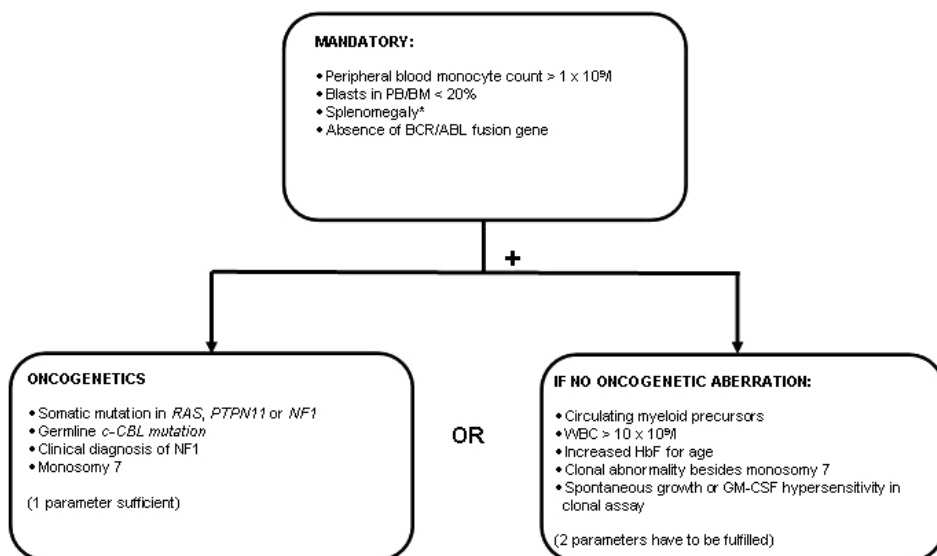 MANDATORY:
• Peripheral blood monocyte count > 1 x 10⁹/l
• Blasts in PB/BM < 20%
• Splenomegaly*
• Absence of BCR/ABL fusion gene
+
ONCOGENETICS
• Somatic mutation in RAS, PTPN11 or NF1
• Germline c-CBL mutation
• Clinical diagnosis of NF1
• Monosomy 7
(1 parameter sufficient)
OR
IF NO ONCOGENETIC ABERRATION:
• Circulating myeloid precursors
• WBC > 10 x 10⁹/l
• Increased HbF for age
• Clonal abnormality besides monosomy 7
• Spontaneous growth or GM-CSF hypersensitivity in
clonal assay
(2 parameters have to be fulfilled)